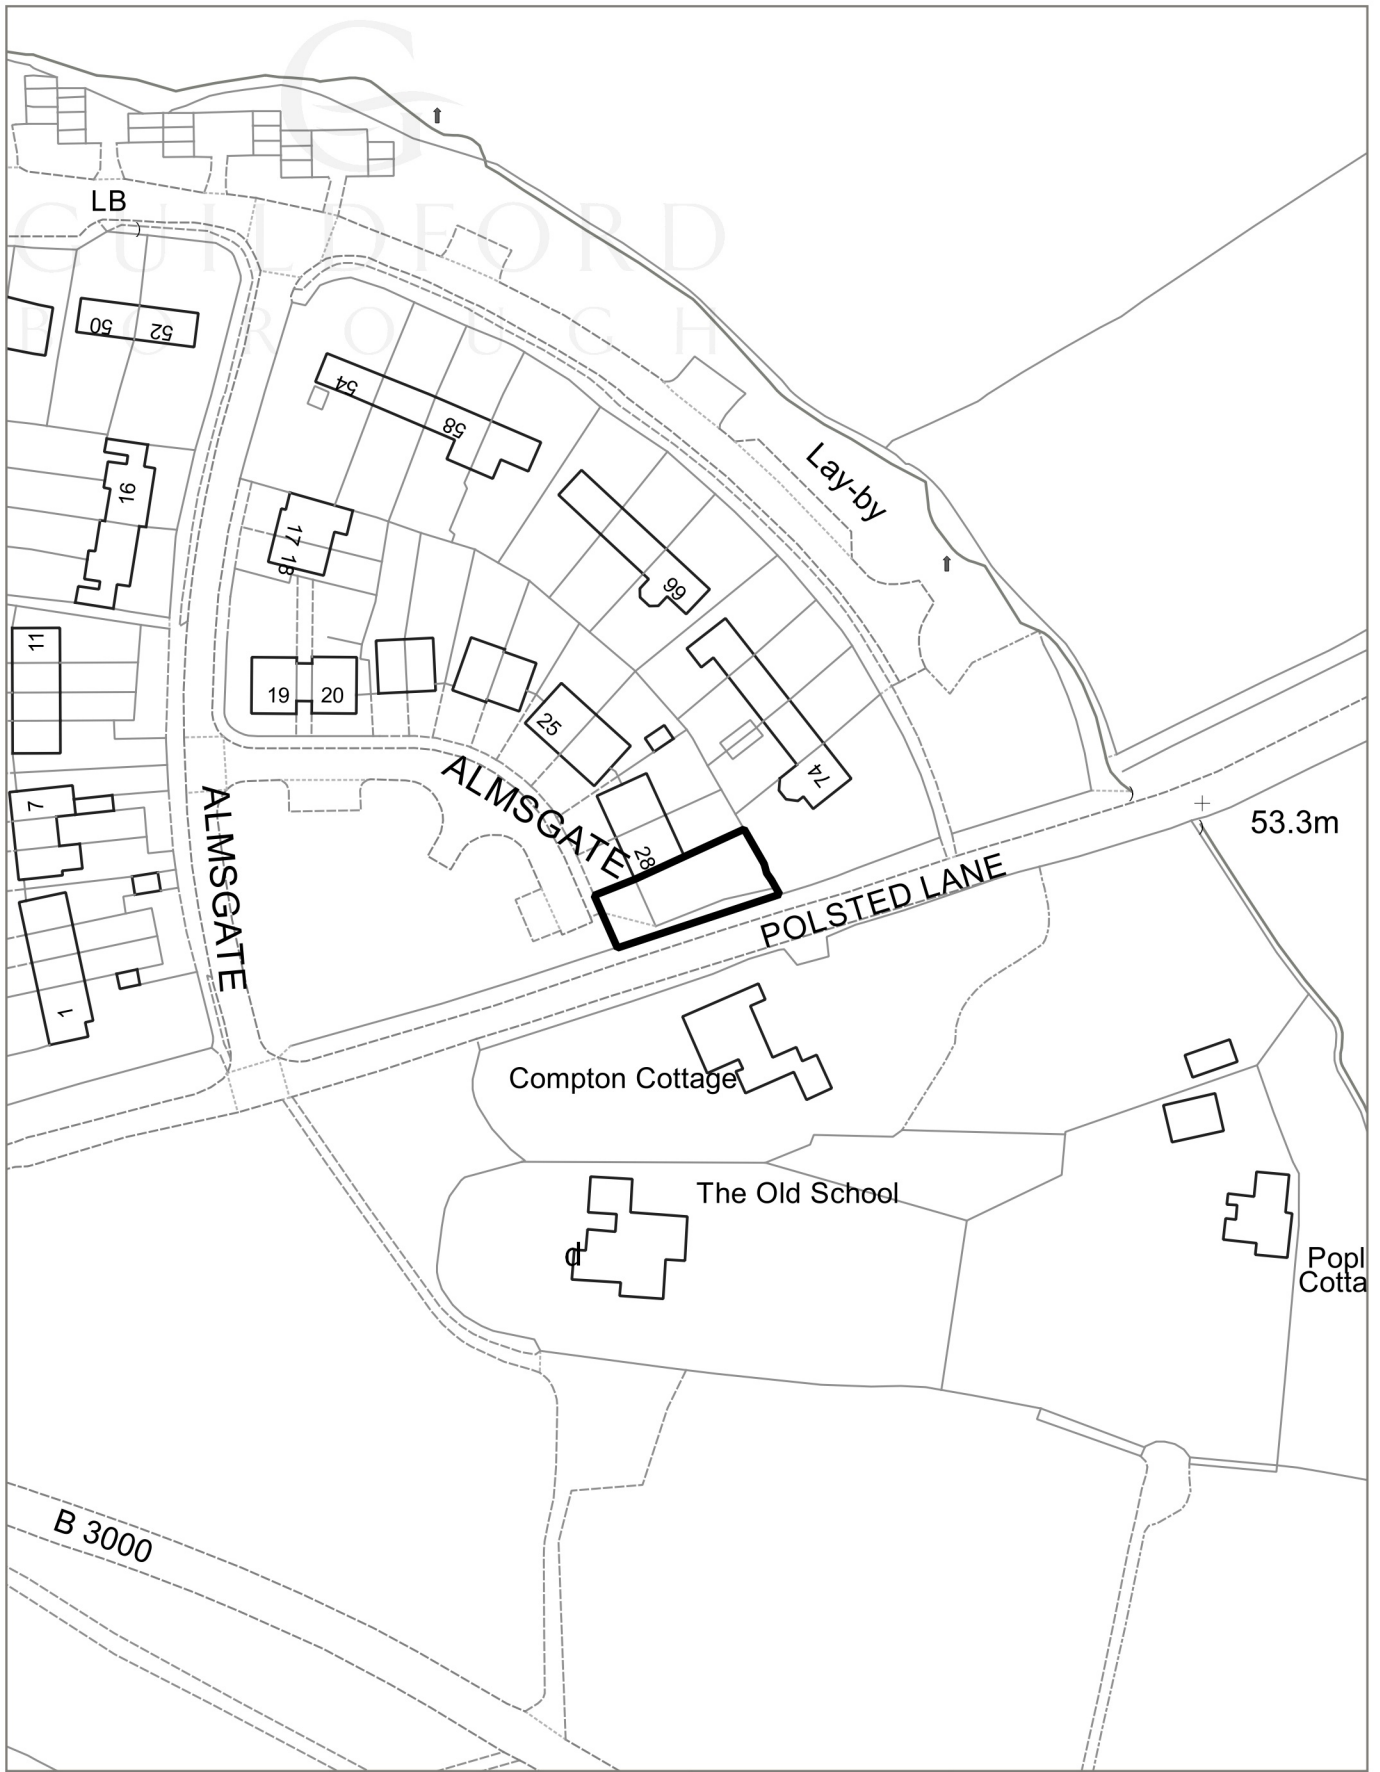 LB
GUILDFORD
BOROUGH
50
52
54
58
Lay-by
16
17
18
66
11
19
20
25
74
7
ALMSGATE
ALMSGATE
28
53.3m
POLSTED LANE
1
Compton Cottage
The Old School
d
Popl
Cotta
B 3000